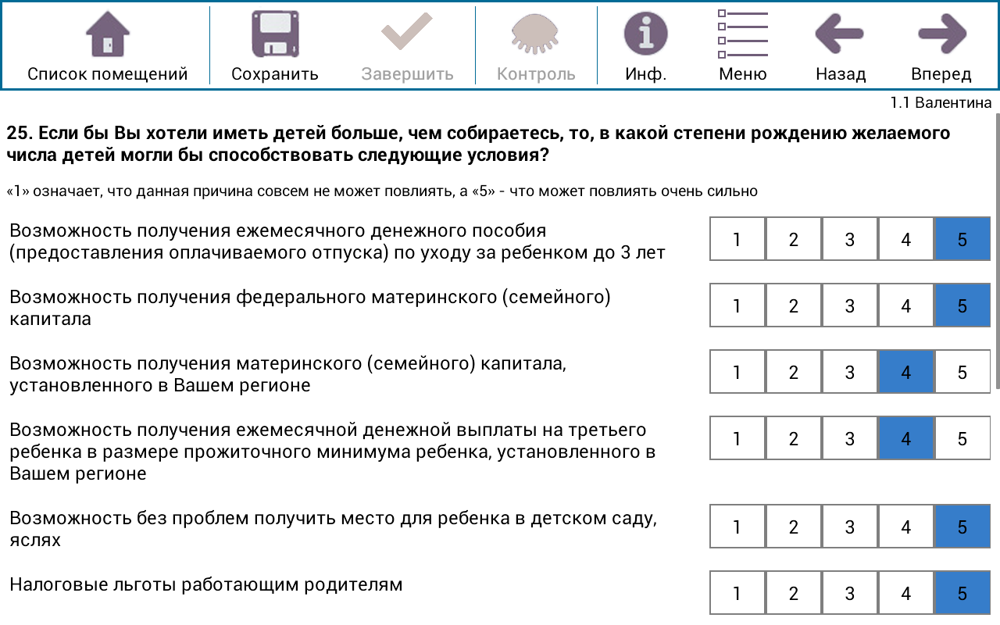 Список помещений
Сохранить
Завершить
Контроль
Инф.
Меню
Назад
Вперед
1.1 Валентина
25. Если бы Вы хотели иметь детей больше, чем собираетесь, то, в какой степени рождению желаемого
числа детей могли бы способствовать следующие условия?
«1» означает, что данная причина совсем не может повлиять, а «5» - что может повлиять очень сильно
Возможность получения ежемесячного денежного пособия
(предоставления оплачиваемого отпуска) по уходу за ребенком до 3 лет
1 2 3 4 5
Возможность получения федерального материнского (семейного)
капитала
1 2 3 4 5
Возможность получения материнского (семейного) капитала,
установленного в Вашем регионе
1 2 3 4 5
Возможность получения ежемесячной денежной выплаты на третьего
ребенка в размере прожиточного минимума ребенка, установленного в
Вашем регионе
1 2 3 4 5
Возможность без проблем получить место для ребенка в детском саду,
яслях
1 2 3 4 5
Налоговые льготы работающим родителям
1 2 3 4 5